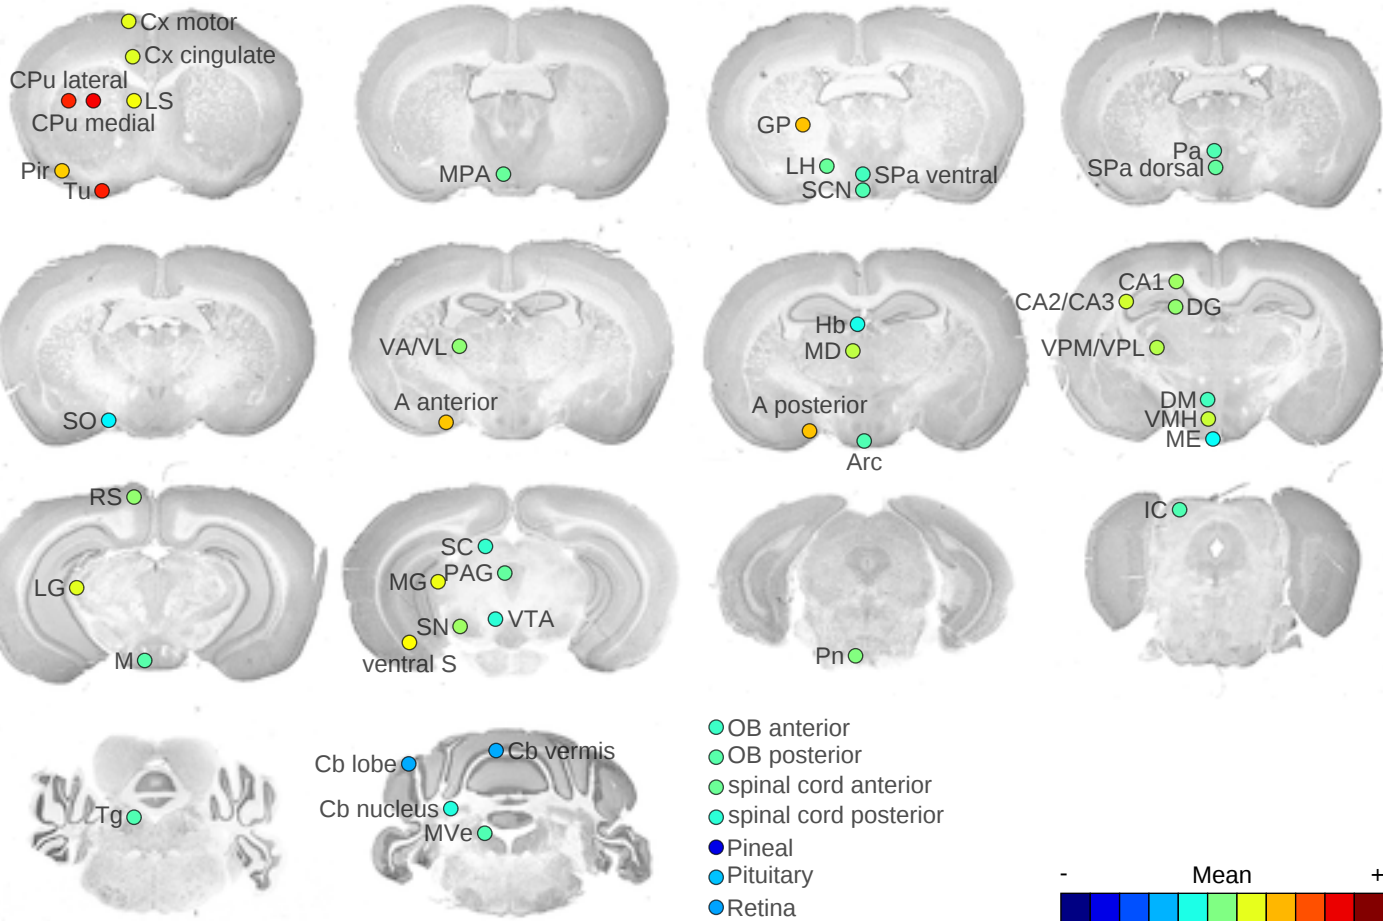 Cx motor
Cx cingulate
CPu lateral
LS
CPu medial
Pir
Tu
MPA
GP
LH
SPa ventral
SCN
Pa
SPa dorsal
SO
VA/VL
A anterior
Hb
MD
A posterior
Arc
CA1
CA2/CA3
DG
VPM/VPL
DM
VMH
ME
RS
LG
M
SC
PAG
MG
VTA
SN
ventral S
Pn
IC
Tg
Cb lobe
Cb vermis
Cb nucleus
MVe
OB anterior
OB posterior
spinal cord anterior
spinal cord posterior
Pineal
Pituitary
Retina
- Mean +